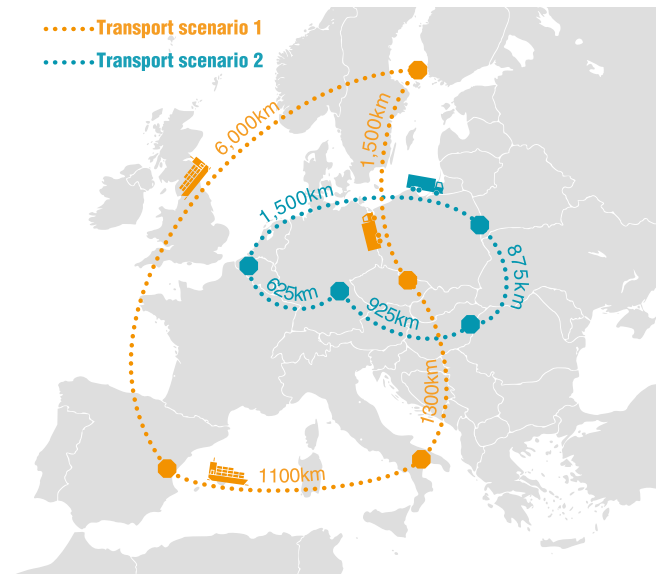 Transport scenario 1
Transport scenario 2
6,000km
1,500km
1,500km
875km
625km
925km
1300km
1100km